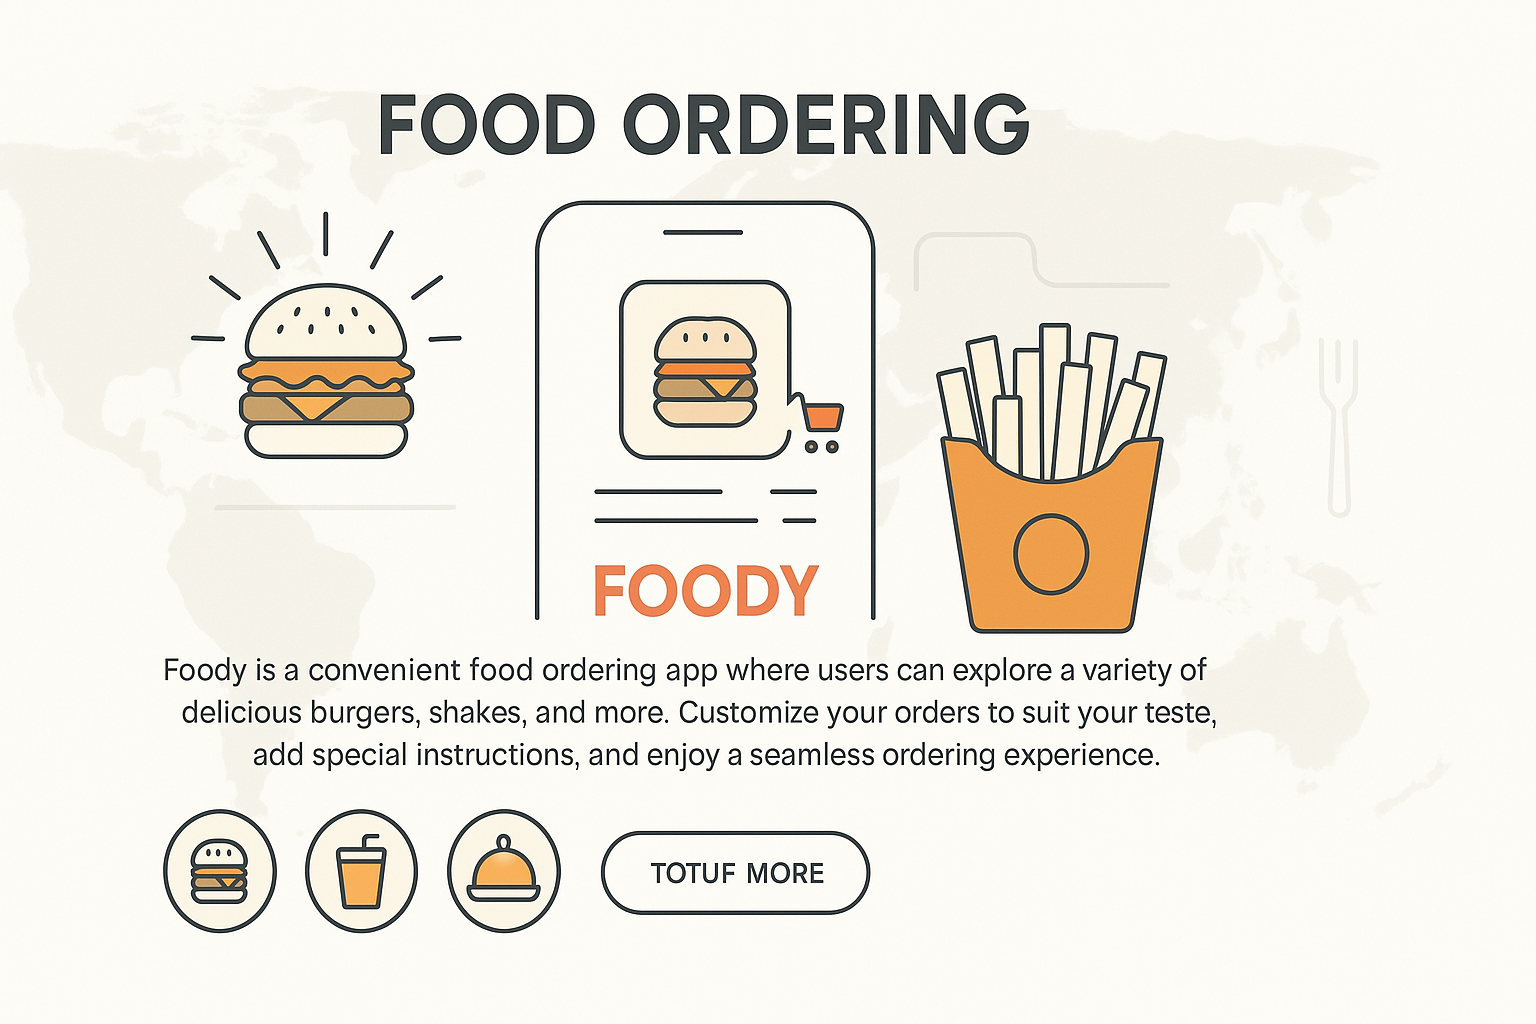 FOOD ORDERING
FOODY
Foody is a convenient food ordering app where users can explore a variety of
delicious burgers, shakes, and more. Customize your orders to suit your teste,
add special instructions, and enjoy a seamless ordering experience.
TOTUF MORE